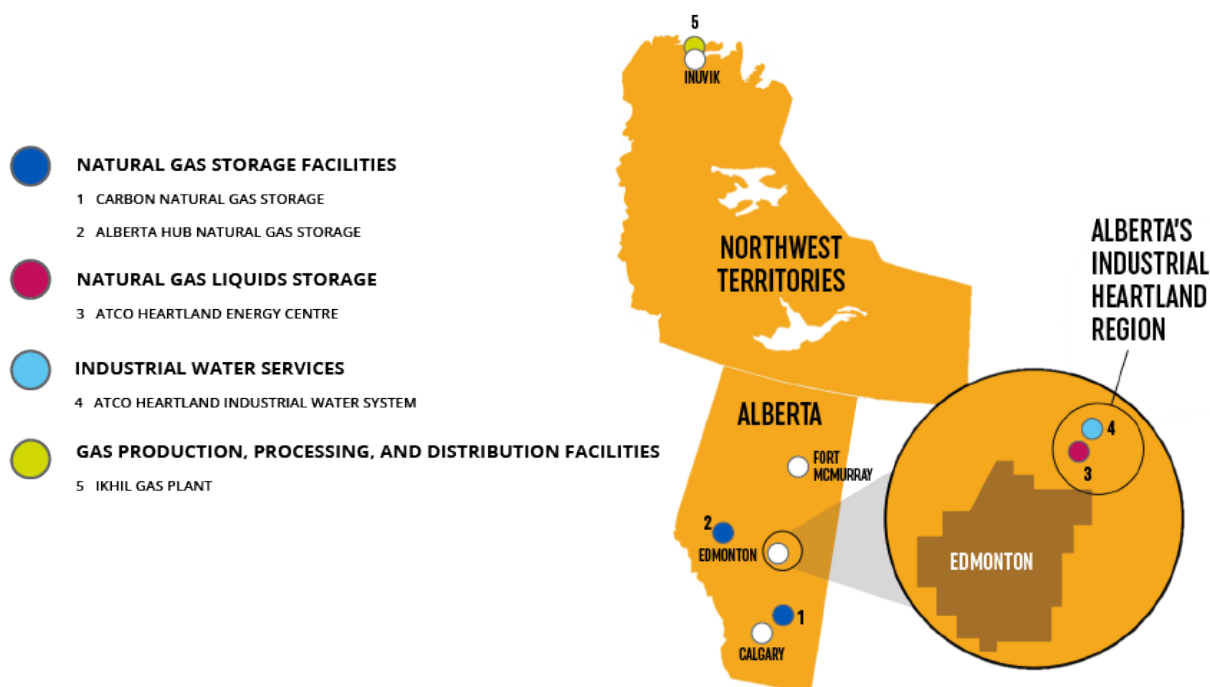 NATURAL GAS STORAGE FACILITIES
1 CARBON NATURAL GAS STORAGE
2 ALBERTA HUB NATURAL GAS STORAGE
NATURAL GAS LIQUIDS STORAGE
3 ATCO HEARTLAND ENERGY CENTRE
INDUSTRIAL WATER SERVICES
4 ATCO HEARTLAND INDUSTRIAL WATER SYSTEM
GAS PRODUCTION, PROCESSING, AND DISTRIBUTION FACILITIES
5 IKHIL GAS PLANT
5
INUVIK
NORTHWEST
TERRITORIES
ALBERTA
FORT
MCMURRAY
2
EDMONTON
1
CALGARY
ALBERTA'S
INDUSTRIAL
HEARTLAND
REGION
4
3
EDMONTON